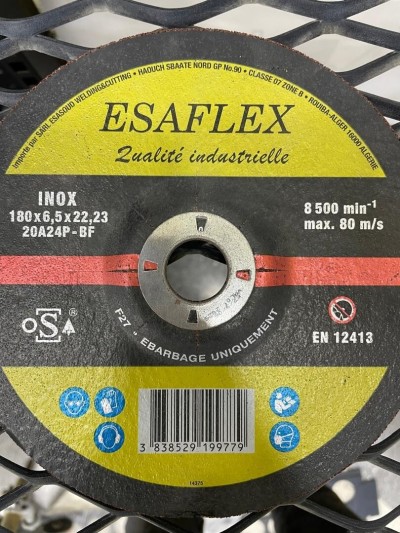 importé par SARL ESASOUD WELDING&CUTTING • HAOUCH SBAATE NORD GP No.90 • CLASSE 07 ZONE B • ROUIBA-ALGER 16000 ALGÉRIE
ESAFLEX
Qualité industrielle
INOX
180x6,5x22,23
20A24P-BF
8 500 min-1
max. 80 m/s
oSA
EN 12413
F27 - EBARBAGE UNIQUEMENT
3 838529 199779
14376